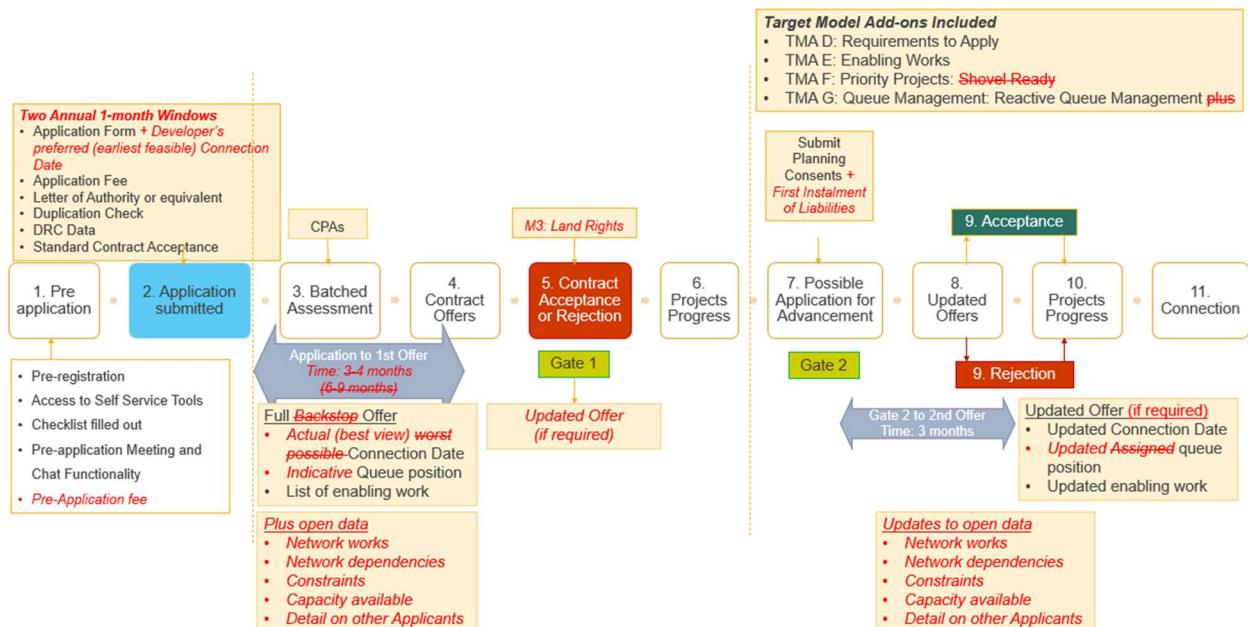 Target Model Add-ons Included
• TMA D: Requirements to Apply
• TMA E: Enabling Works
• TMA F: Priority Projects: Shovel Ready
• TMA G: Queue Management: Reactive Queue Management plus
Two Annual 1-month Windows
• Application Form + Developer's
preferred (earliest feasible) Connection
Date
• Application Fee
• Letter of Authority or equivalent
• Duplication Check
• DRC Data
• Standard Contract Acceptance
CPAs
M3: Land Rights
Submit
Planning
Consents +
First Instalment
of Liabilities
9. Acceptance
1. Pre
application
2. Application
submitted
3. Batched
Assessment
4.
Contract
Offers
5. Contract
Acceptance
or Rejection
6.
Projects
Progress
7. Possible
Application for
Advancement
8.
Updated
Offers
10.
Projects
Progress
11.
Connection
9. Rejection
• Pre-registration
• Access to Self Service Tools
• Checklist filled out
• Pre-application Meeting and
Chat Functionality
• Pre-Application fee
Application to 1st Offer
Time: 3-4 months
(6-9 months)
Gate 1
Updated Offer
(if required)
Gate 2
Gate 2 to 2nd Offer
Time: 3 months
Full Backstop Offer
• Actual (best view) worst
possible Connection Date
• Indicative Queue position
• List of enabling work
Updated Offer (if required)
• Updated Connection Date
• Updated Assigned queue
position
• Updated enabling work
Plus open data
• Network works
• Network dependencies
• Constraints
• Capacity available
• Detail on other Applicants
Updates to open data
• Network works
• Network dependencies
• Constraints
• Capacity available
• Detail on other Applicants